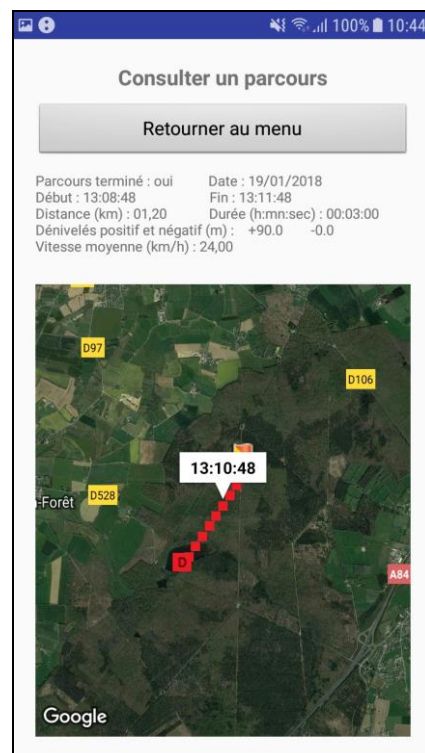 100% 10:44
Consulter un parcours
Retourner au menu
Parcours terminé : oui Date : 19/01/2018
Début : 13:08:48 Fin : 13:11:48
Distance (km) : 01,20 Durée (h:mn:sec) : 00:03:00
Dénivelés positif et négatif (m) : +90.0 -0.0
Vitesse moyenne (km/h) : 24,00
D97
D106
13:10:48
-Forêt D528
D
A84
Google